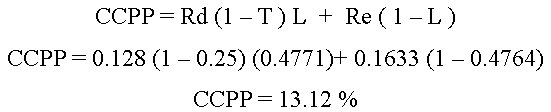 CCPP = Rd (1 – T ) L + Re ( 1 – L )
CCPP = 0.128 (1 – 0.25) (0.4771)+ 0.1633 (1 – 0.4764)
CCPP = 13.12 %